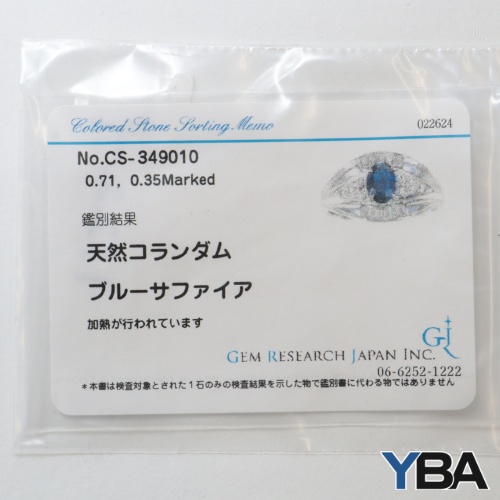 Colored Stone Sorting Memo 022624
No.CS-349010
0.71, 0.35Marked
鑑別結果
天然コランダム
ブルーサファイア
加熱が行われています
GRJ
GEM RESEARCH JAPAN INC.
06-6252-1222
*本書は検査対象とされた1石のみの検査結果を示した物で鑑別書に代わる物ではありません
YBA